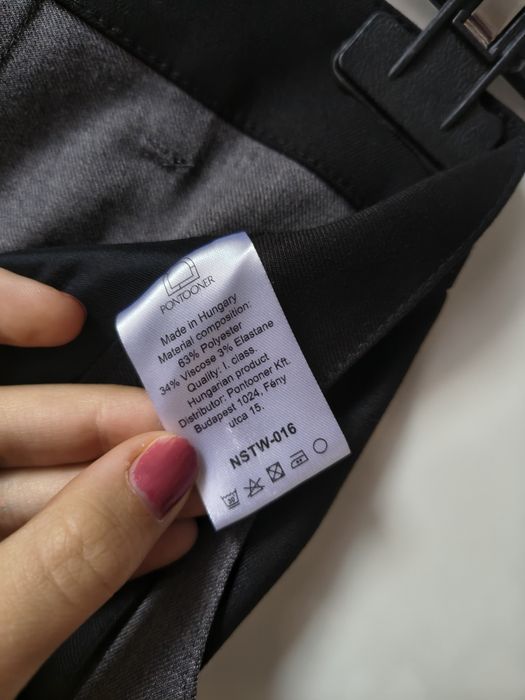 PONTOONER
Made in Hungary
Material composition:
63% Polyester
34% Viscose 3% Elastane
Quality: I. class
Hungarian product
Distributor: Pontooner Kft.
Budapest 1024, Fény
utca 15.
NSTW-016
30